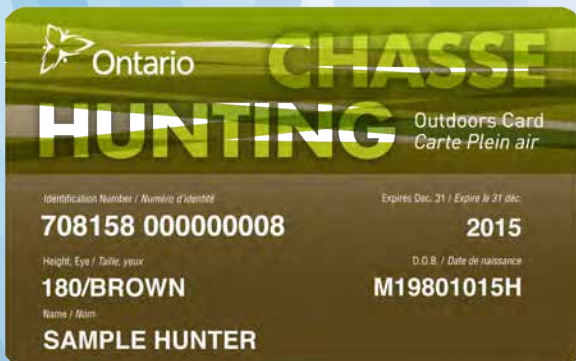 Ontario
CHASSE
HUNTING
Outdoors Card
Carte Plein air
Identification Number / Numéro d'identité
708158 000000008
Expires Dec. 31 / Expire le 31 déc.
2015
Height, Eye / Taille, yeux
180/BROWN
D.O.B. / Date de naissance
M19801015H
Name / Nom
SAMPLE HUNTER